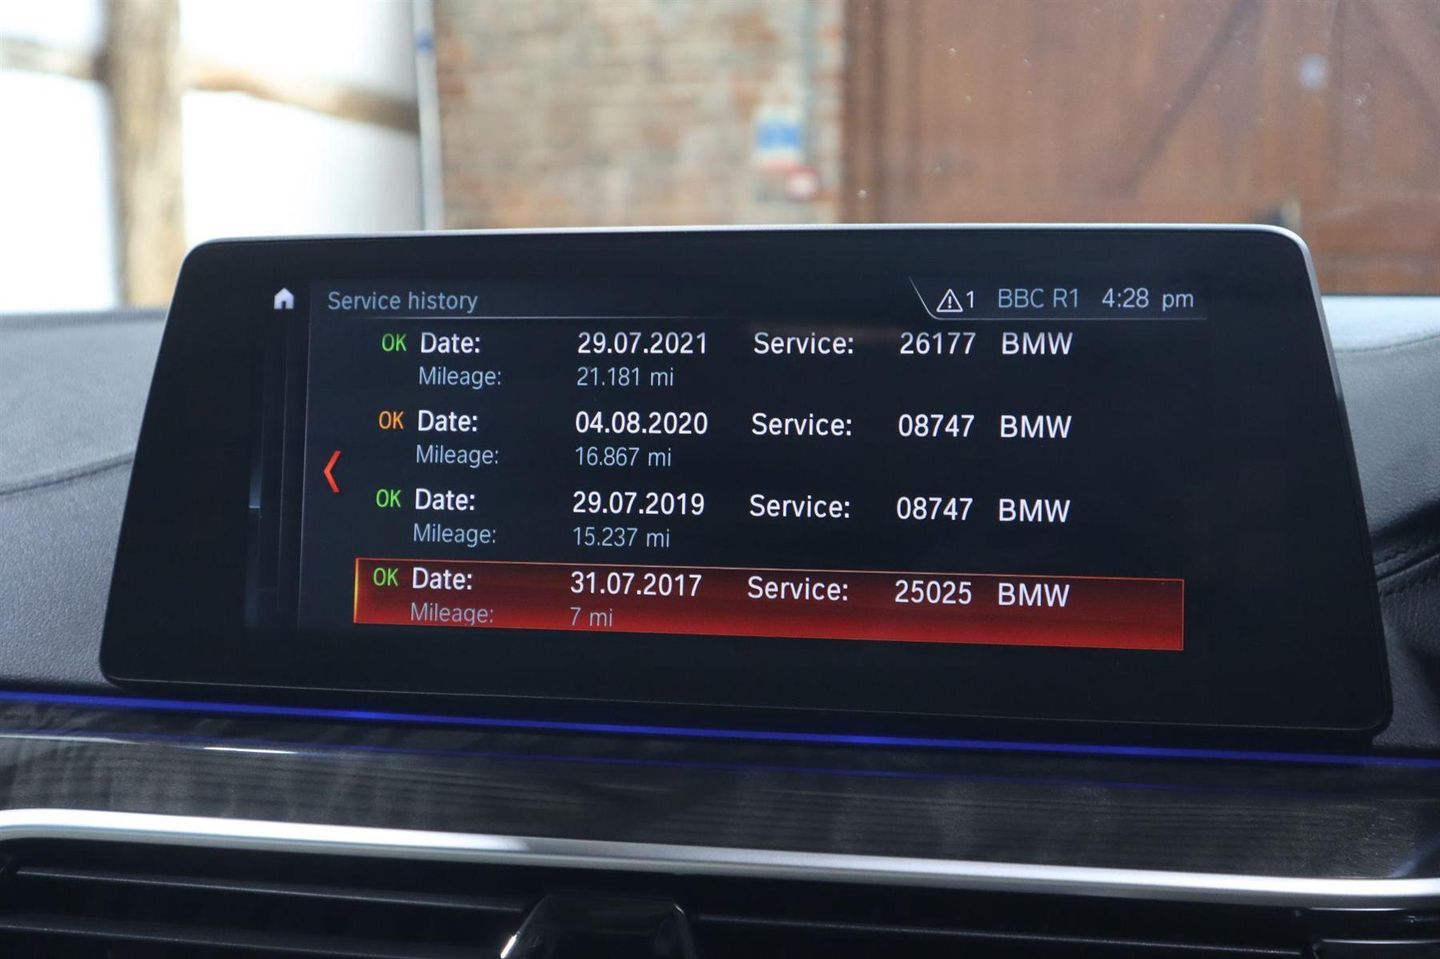 Service history
1 BBC R1 4:28 pm
OK Date: 29.07.2021 Service: 26177 BMW
Mileage: 21.181 mi
OK Date: 04.08.2020 Service: 08747 BMW
Mileage: 16.867 mi
OK Date: 29.07.2019 Service: 08747 BMW
Mileage: 15.237 mi
OK Date: 31.07.2017 Service: 25025 BMW
Mileage: 7 mi